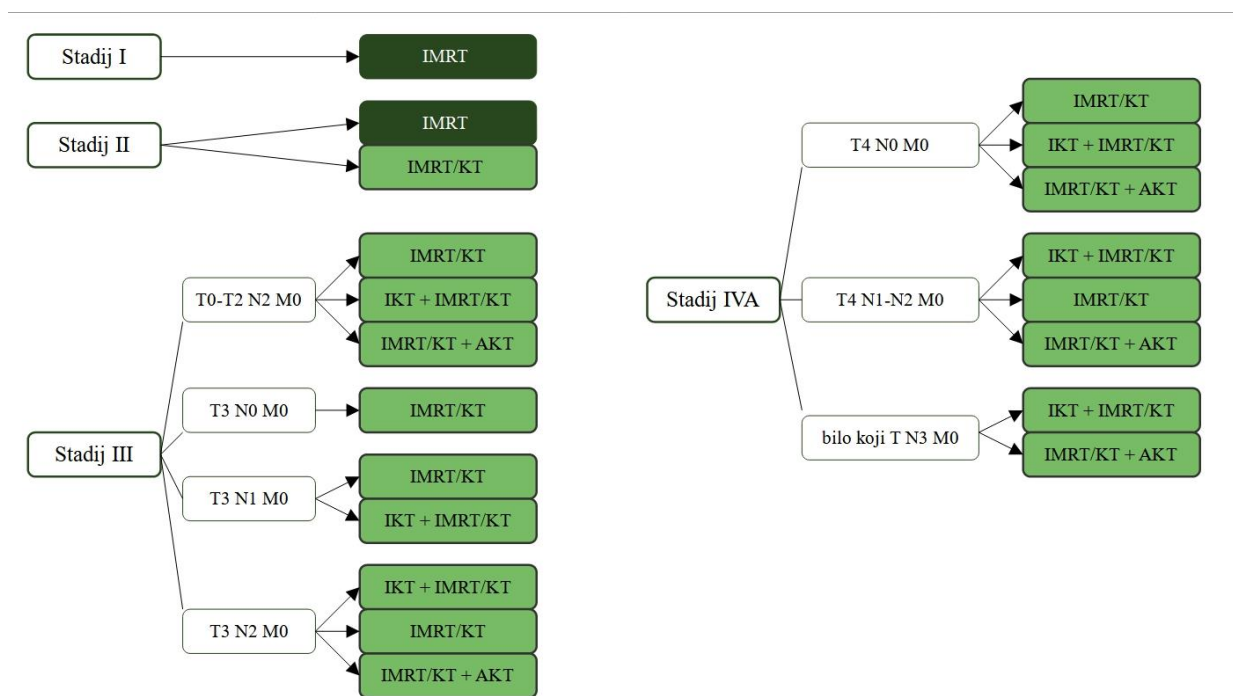 Stadij I
IMRT
Stadij II
IMRT
IMRT/KT
Stadij III
T0-T2 N2 M0
IMRT/KT
IKT + IMRT/KT
IMRT/KT + AKT
T3 N0 M0
IMRT/KT
T3 N1 M0
IMRT/KT
IKT + IMRT/KT
T3 N2 M0
IKT + IMRT/KT
IMRT/KT
IMRT/KT + AKT
Stadij IVA
T4 N0 M0
IMRT/KT
IKT + IMRT/KT
IMRT/KT + AKT
T4 N1-N2 M0
IKT + IMRT/KT
IMRT/KT
IMRT/KT + AKT
bilo koji T N3 M0
IKT + IMRT/KT
IMRT/KT + AKT